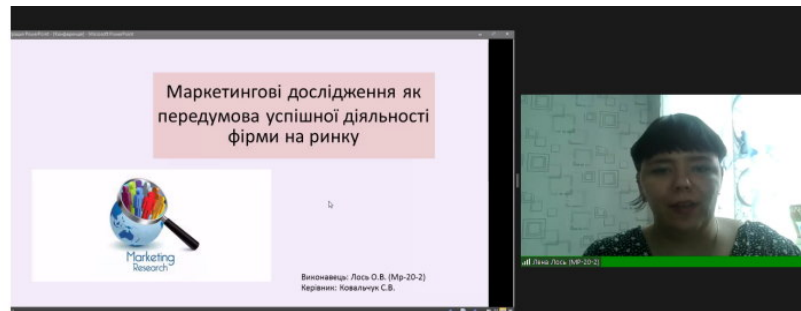 Маркетингові дослідження як
передумова успішної діяльності
фірми на ринку
Marketing
Research
Виконавець: Лось О.В. (Мр-20-2)
Керівник: Ковальчук С.В.
Лена Лось (МР-20-2)